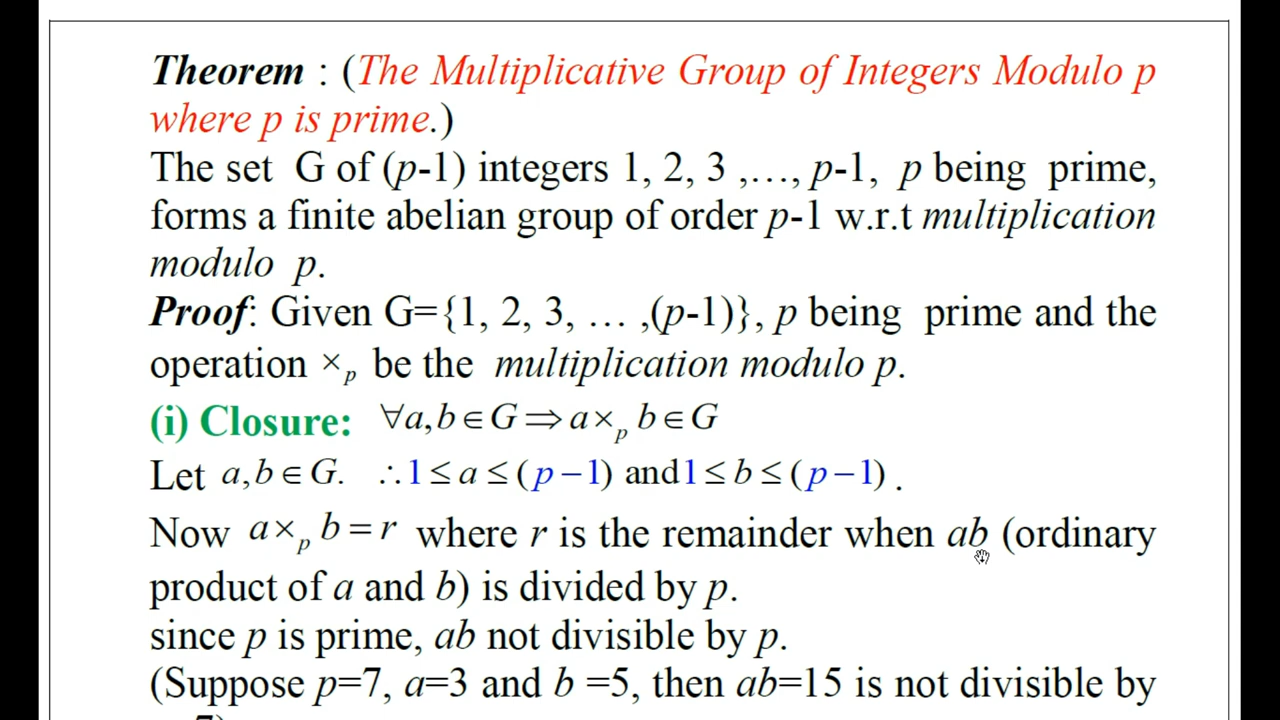 Theorem : (The Multiplicative Group of Integers Modulo p
where p is prime.)
The set G of (p-1) integers 1, 2, 3 ,…, p-1, p being prime,
forms a finite abelian group of order p-1 w.r.t multiplication
modulo p.
Proof: Given G={1, 2, 3, … ,(p-1)}, p being prime and the
operation ×ₚ be the multiplication modulo p.
(i) Closure: ∀a,b∈G⇒a×ₚ b∈G
Let a,b∈G. ∴1≤a≤(p−1) and1≤b≤(p−1) .
Now a×ₚ b=r where r is the remainder when ab (ordinary
product of a and b) is divided by p.
since p is prime, ab not divisible by p.
(Suppose p=7, a=3 and b =5, then ab=15 is not divisible by